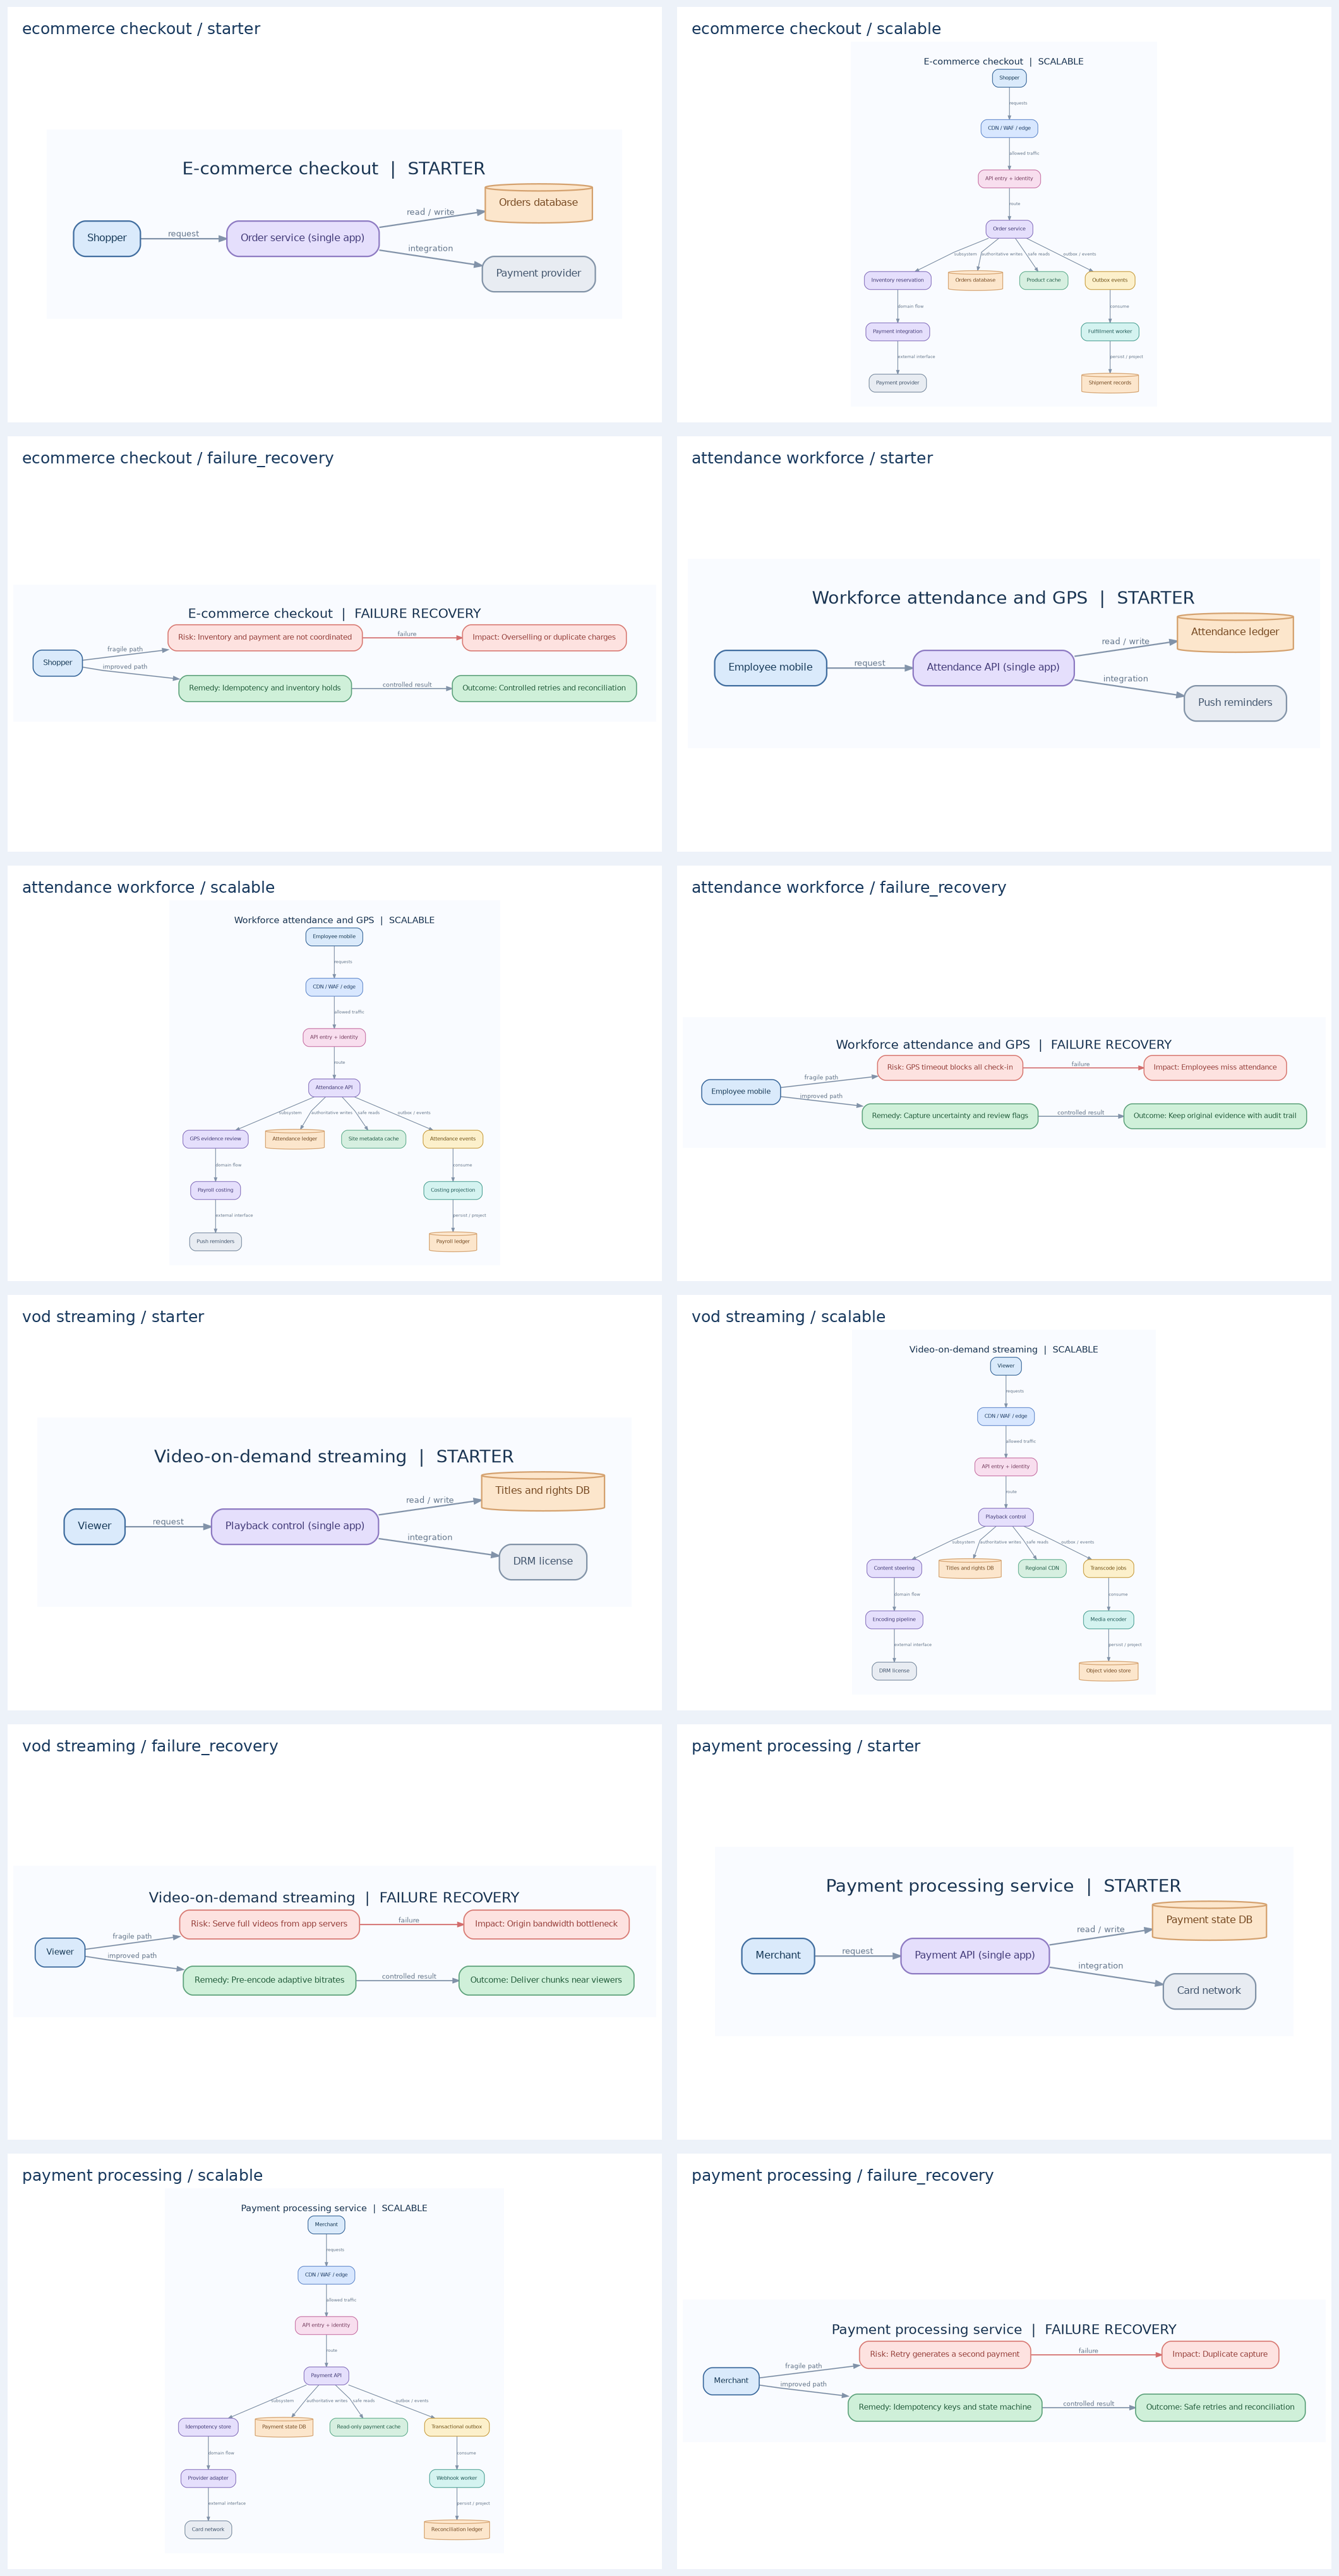 ecommerce checkout / starter
E-commerce checkout | STARTER
Shopper
request
Order service (single app)
read / write
Orders database
integration
Payment provider
ecommerce checkout / scalable
E-commerce checkout | SCALABLE
Shopper
requests
CDN / WAF / edge
allowed traffic
API entry + identity
route
Order service
subsystem
authoritative writes
safe reads
outbox / events
Inventory reservation
Orders database
Product cache
Outbox events
domain flow
consume
Payment integration
Fulfillment worker
external interface
persist / project
Payment provider
Shipment records
ecommerce checkout / failure_recovery
E-commerce checkout | FAILURE RECOVERY
Shopper
fragile path
Risk: Inventory and payment are not coordinated
failure
Impact: Overselling or duplicate charges
improved path
Remedy: Idempotency and inventory holds
controlled result
Outcome: Controlled retries and reconciliation
attendance workforce / starter
Workforce attendance and GPS | STARTER
Employee mobile
request
Attendance API (single app)
read / write
Attendance ledger
integration
Push reminders
attendance workforce / scalable
Workforce attendance and GPS | SCALABLE
Employee mobile
requests
CDN / WAF / edge
allowed traffic
API entry + identity
route
Attendance API
subsystem
authoritative writes
safe reads
outbox / events
GPS evidence review
Attendance ledger
Site metadata cache
Attendance events
domain flow
consume
Payroll costing
Costing projection
external interface
persist / project
Push reminders
Payroll ledger
attendance workforce / failure_recovery
Workforce attendance and GPS | FAILURE RECOVERY
Employee mobile
fragile path
Risk: GPS timeout blocks all check-in
failure
Impact: Employees miss attendance
improved path
Remedy: Capture uncertainty and review flags
controlled result
Outcome: Keep original evidence with audit trail
vod streaming / starter
Video-on-demand streaming | STARTER
Viewer
request
Playback control (single app)
read / write
Titles and rights DB
integration
DRM license
vod streaming / scalable
Video-on-demand streaming | SCALABLE
Viewer
requests
CDN / WAF / edge
allowed traffic
API entry + identity
route
Playback control
subsystem
authoritative writes
safe reads
outbox / events
Content steering
Titles and rights DB
Regional CDN
Transcode jobs
domain flow
consume
Encoding pipeline
Media encoder
external interface
persist / project
DRM license
Object video store
vod streaming / failure_recovery
Video-on-demand streaming | FAILURE RECOVERY
Viewer
fragile path
Risk: Serve full videos from app servers
failure
Impact: Origin bandwidth bottleneck
improved path
Remedy: Pre-encode adaptive bitrates
controlled result
Outcome: Deliver chunks near viewers
payment processing / starter
Payment processing service | STARTER
Merchant
request
Payment API (single app)
read / write
Payment state DB
integration
Card network
payment processing / scalable
Payment processing service | SCALABLE
Merchant
requests
CDN / WAF / edge
allowed traffic
API entry + identity
route
Payment API
subsystem
authoritative writes
safe reads
outbox / events
Idempotency store
Payment state DB
Read-only payment cache
Transactional outbox
domain flow
consume
Provider adapter
Webhook worker
external interface
persist / project
Card network
Reconciliation ledger
payment processing / failure_recovery
Payment processing service | FAILURE RECOVERY
Merchant
fragile path
Risk: Retry generates a second payment
failure
Impact: Duplicate capture
improved path
Remedy: Idempotency keys and state machine
controlled result
Outcome: Safe retries and reconciliation